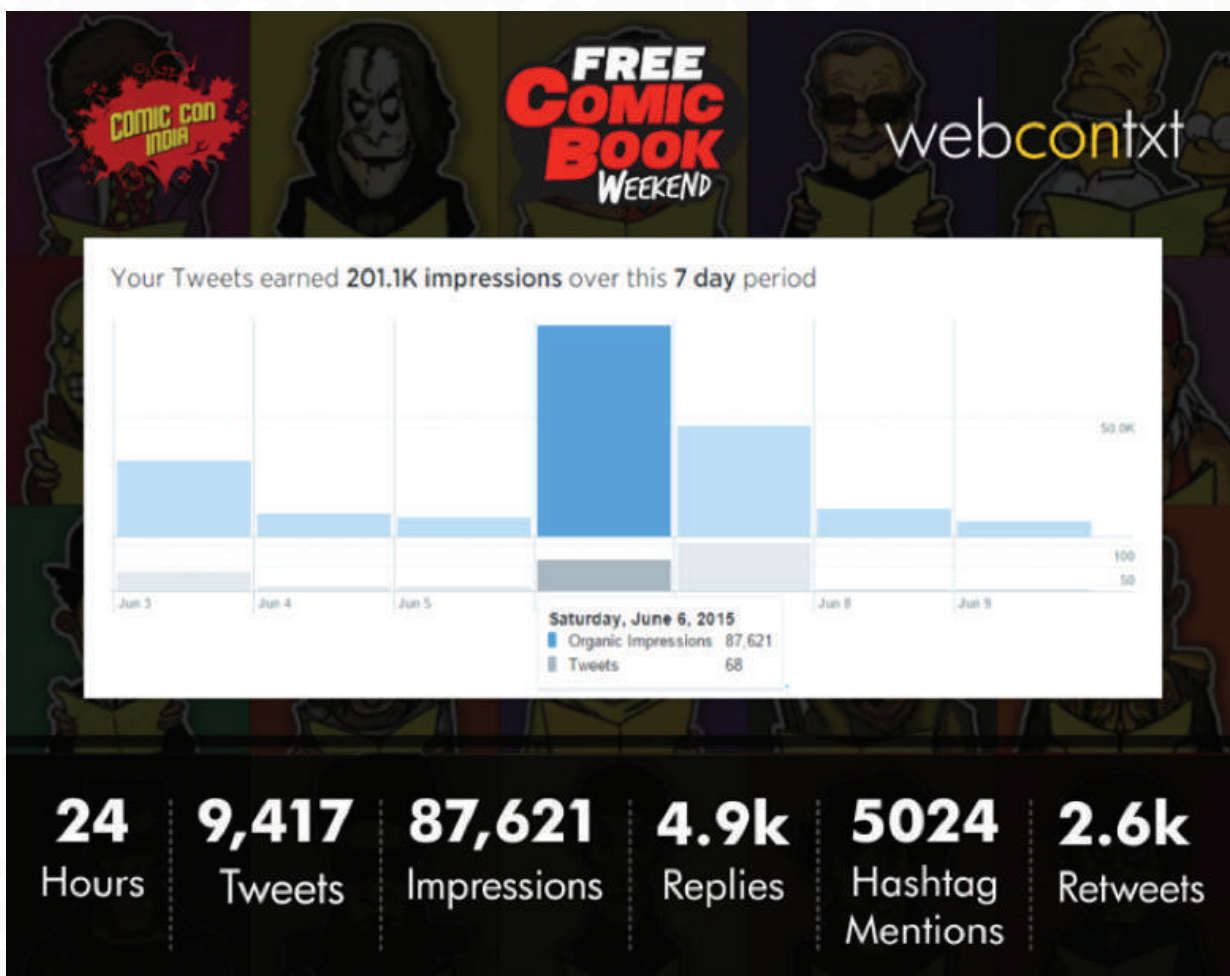 COMIC CON
INDIA
FREE
COMIC
BOOK
WEEKEND
webcontxt
Your Tweets earned 201.1K impressions over this 7 day period
50.0K
100
50
Jun 3
Jun 4
Jun 5
Jun 8
Jun 9
Saturday, June 6, 2015
Organic Impressions 87,621
Tweets 68
24
Hours
9,417
Tweets
87,621
Impressions
4.9k
Replies
5024
Hashtag
Mentions
2.6k
Retweets